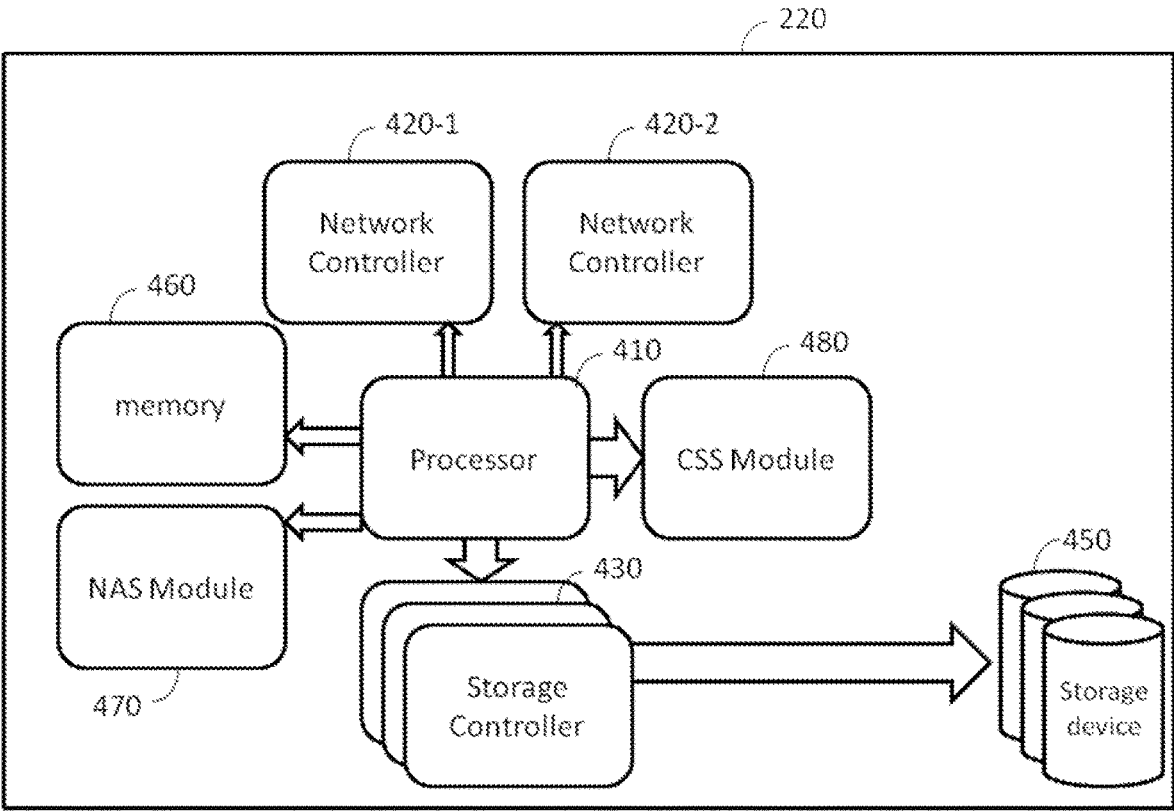 220
420-1
420-2
Network
Controller
Network
Controller
460
memory
410
480
Processor
CSS Module
NAS Module
470
430
Storage
Controller
450
Storage
device